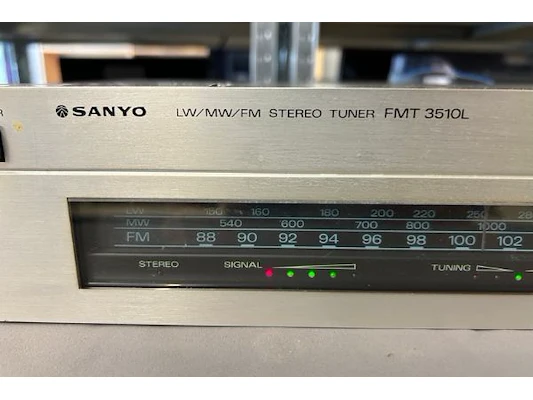 SANYO LW/MW/FM STEREO TUNER FMT 3510L
LW 150 160 180 200 220 250 280
MW 540 600 700 800 1000
FM 88 90 92 94 96 98 100 102
STEREO SIGNAL TUNING